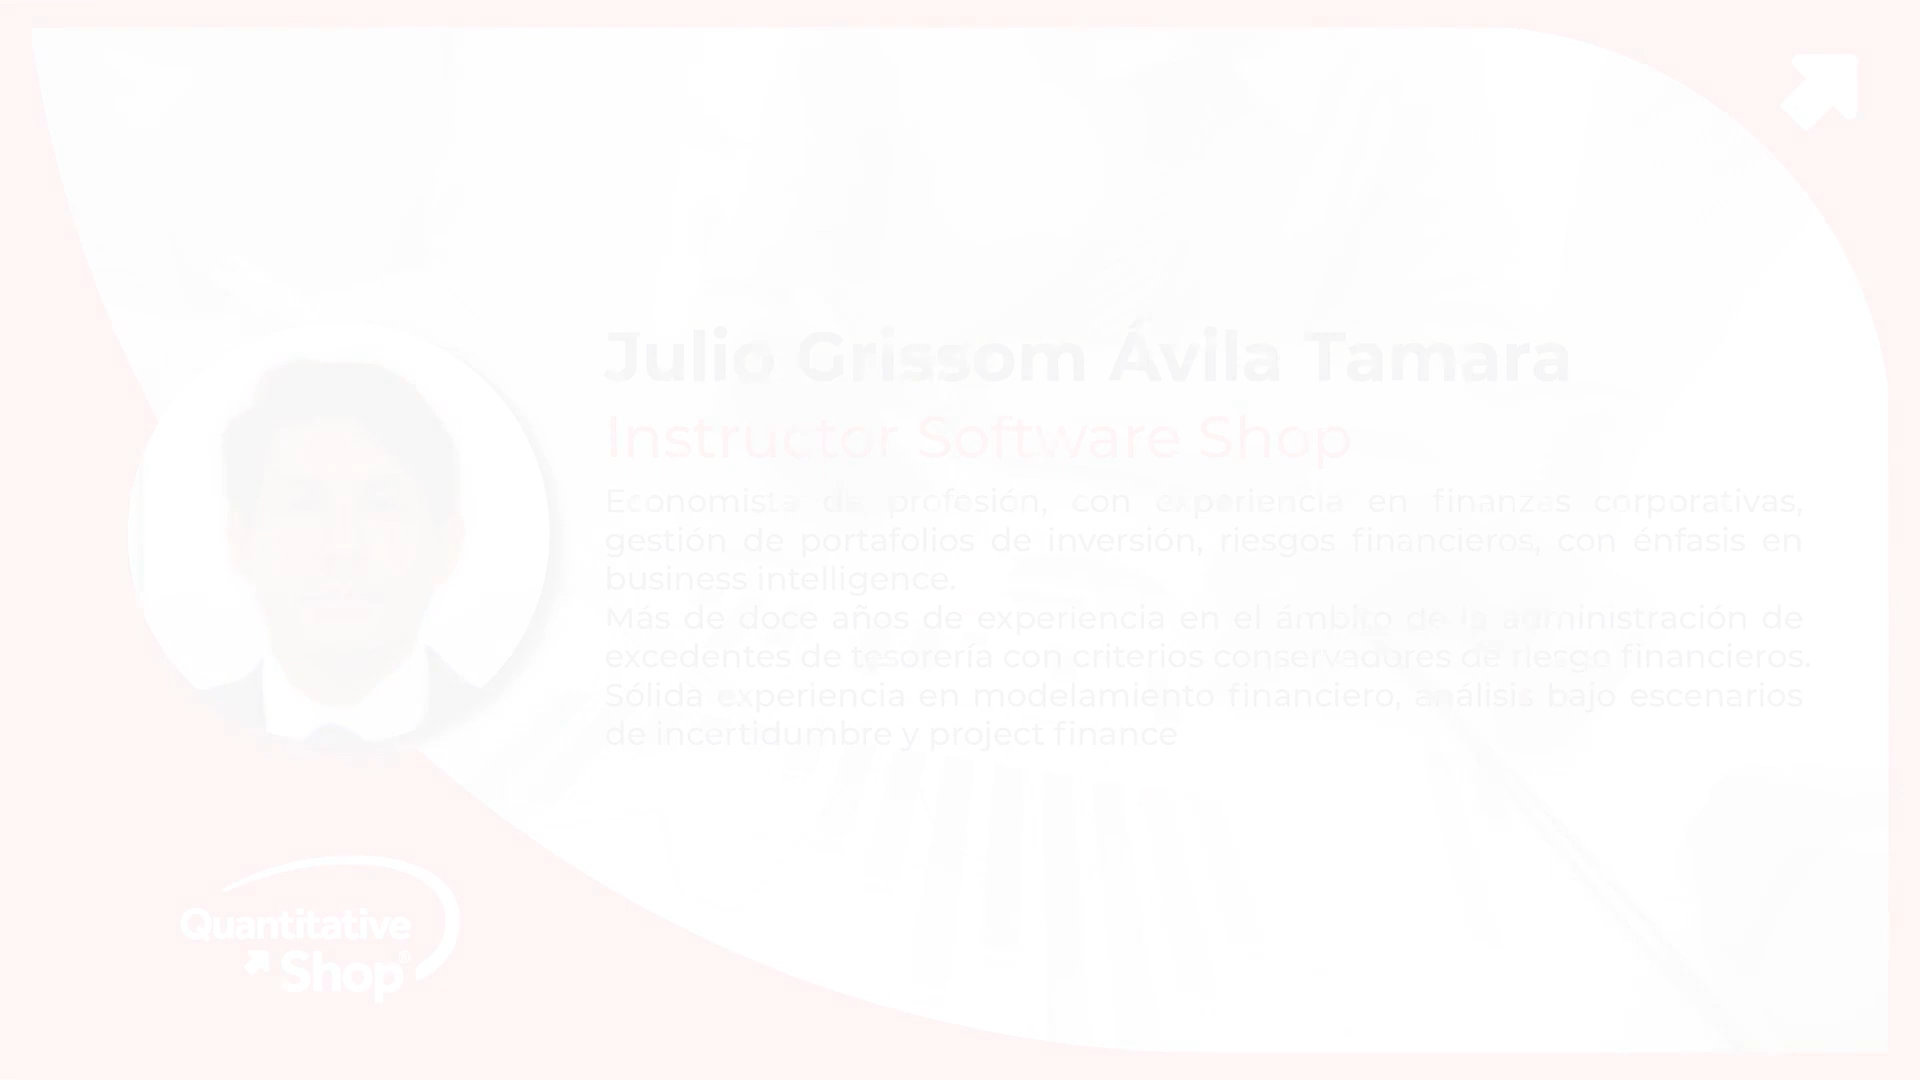 Julio Grissom Ávila Tamara
Instructor Software Shop
Economista de profesión, con experiencia en finanzas corporativas,
gestión de portafolios de inversión, riesgos financieros, con énfasis en
business intelligence.
Más de doce años de experiencia en el ámbito de la administración de
excedentes de tesorería con criterios conservadores de riesgo financieros.
Sólida experiencia en modelamiento financiero, análisis bajo escenarios
de incertidumbre y project finance
Quantitative
Shop®